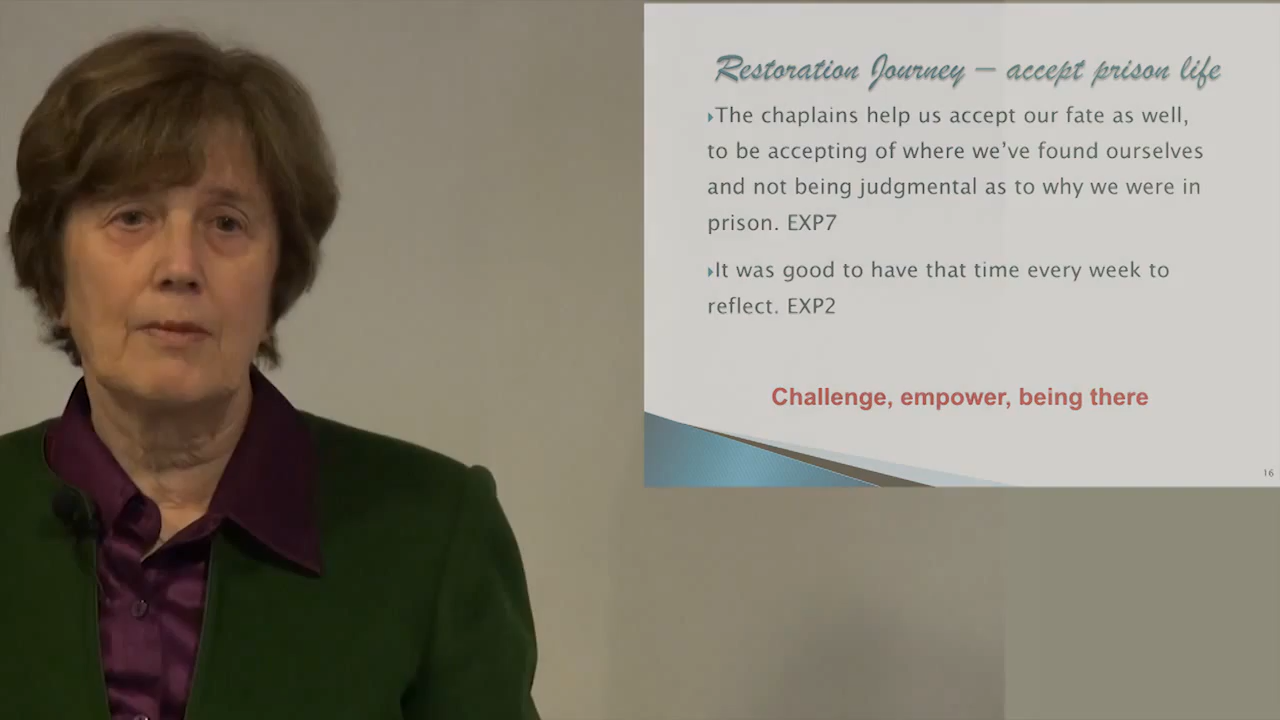 Restoration Journey – accept prison life
The chaplains help us accept our fate as well,
to be accepting of where we've found ourselves
and not being judgmental as to why we were in
prison. EXP7
It was good to have that time every week to
reflect. EXP2
Challenge, empower, being there
16